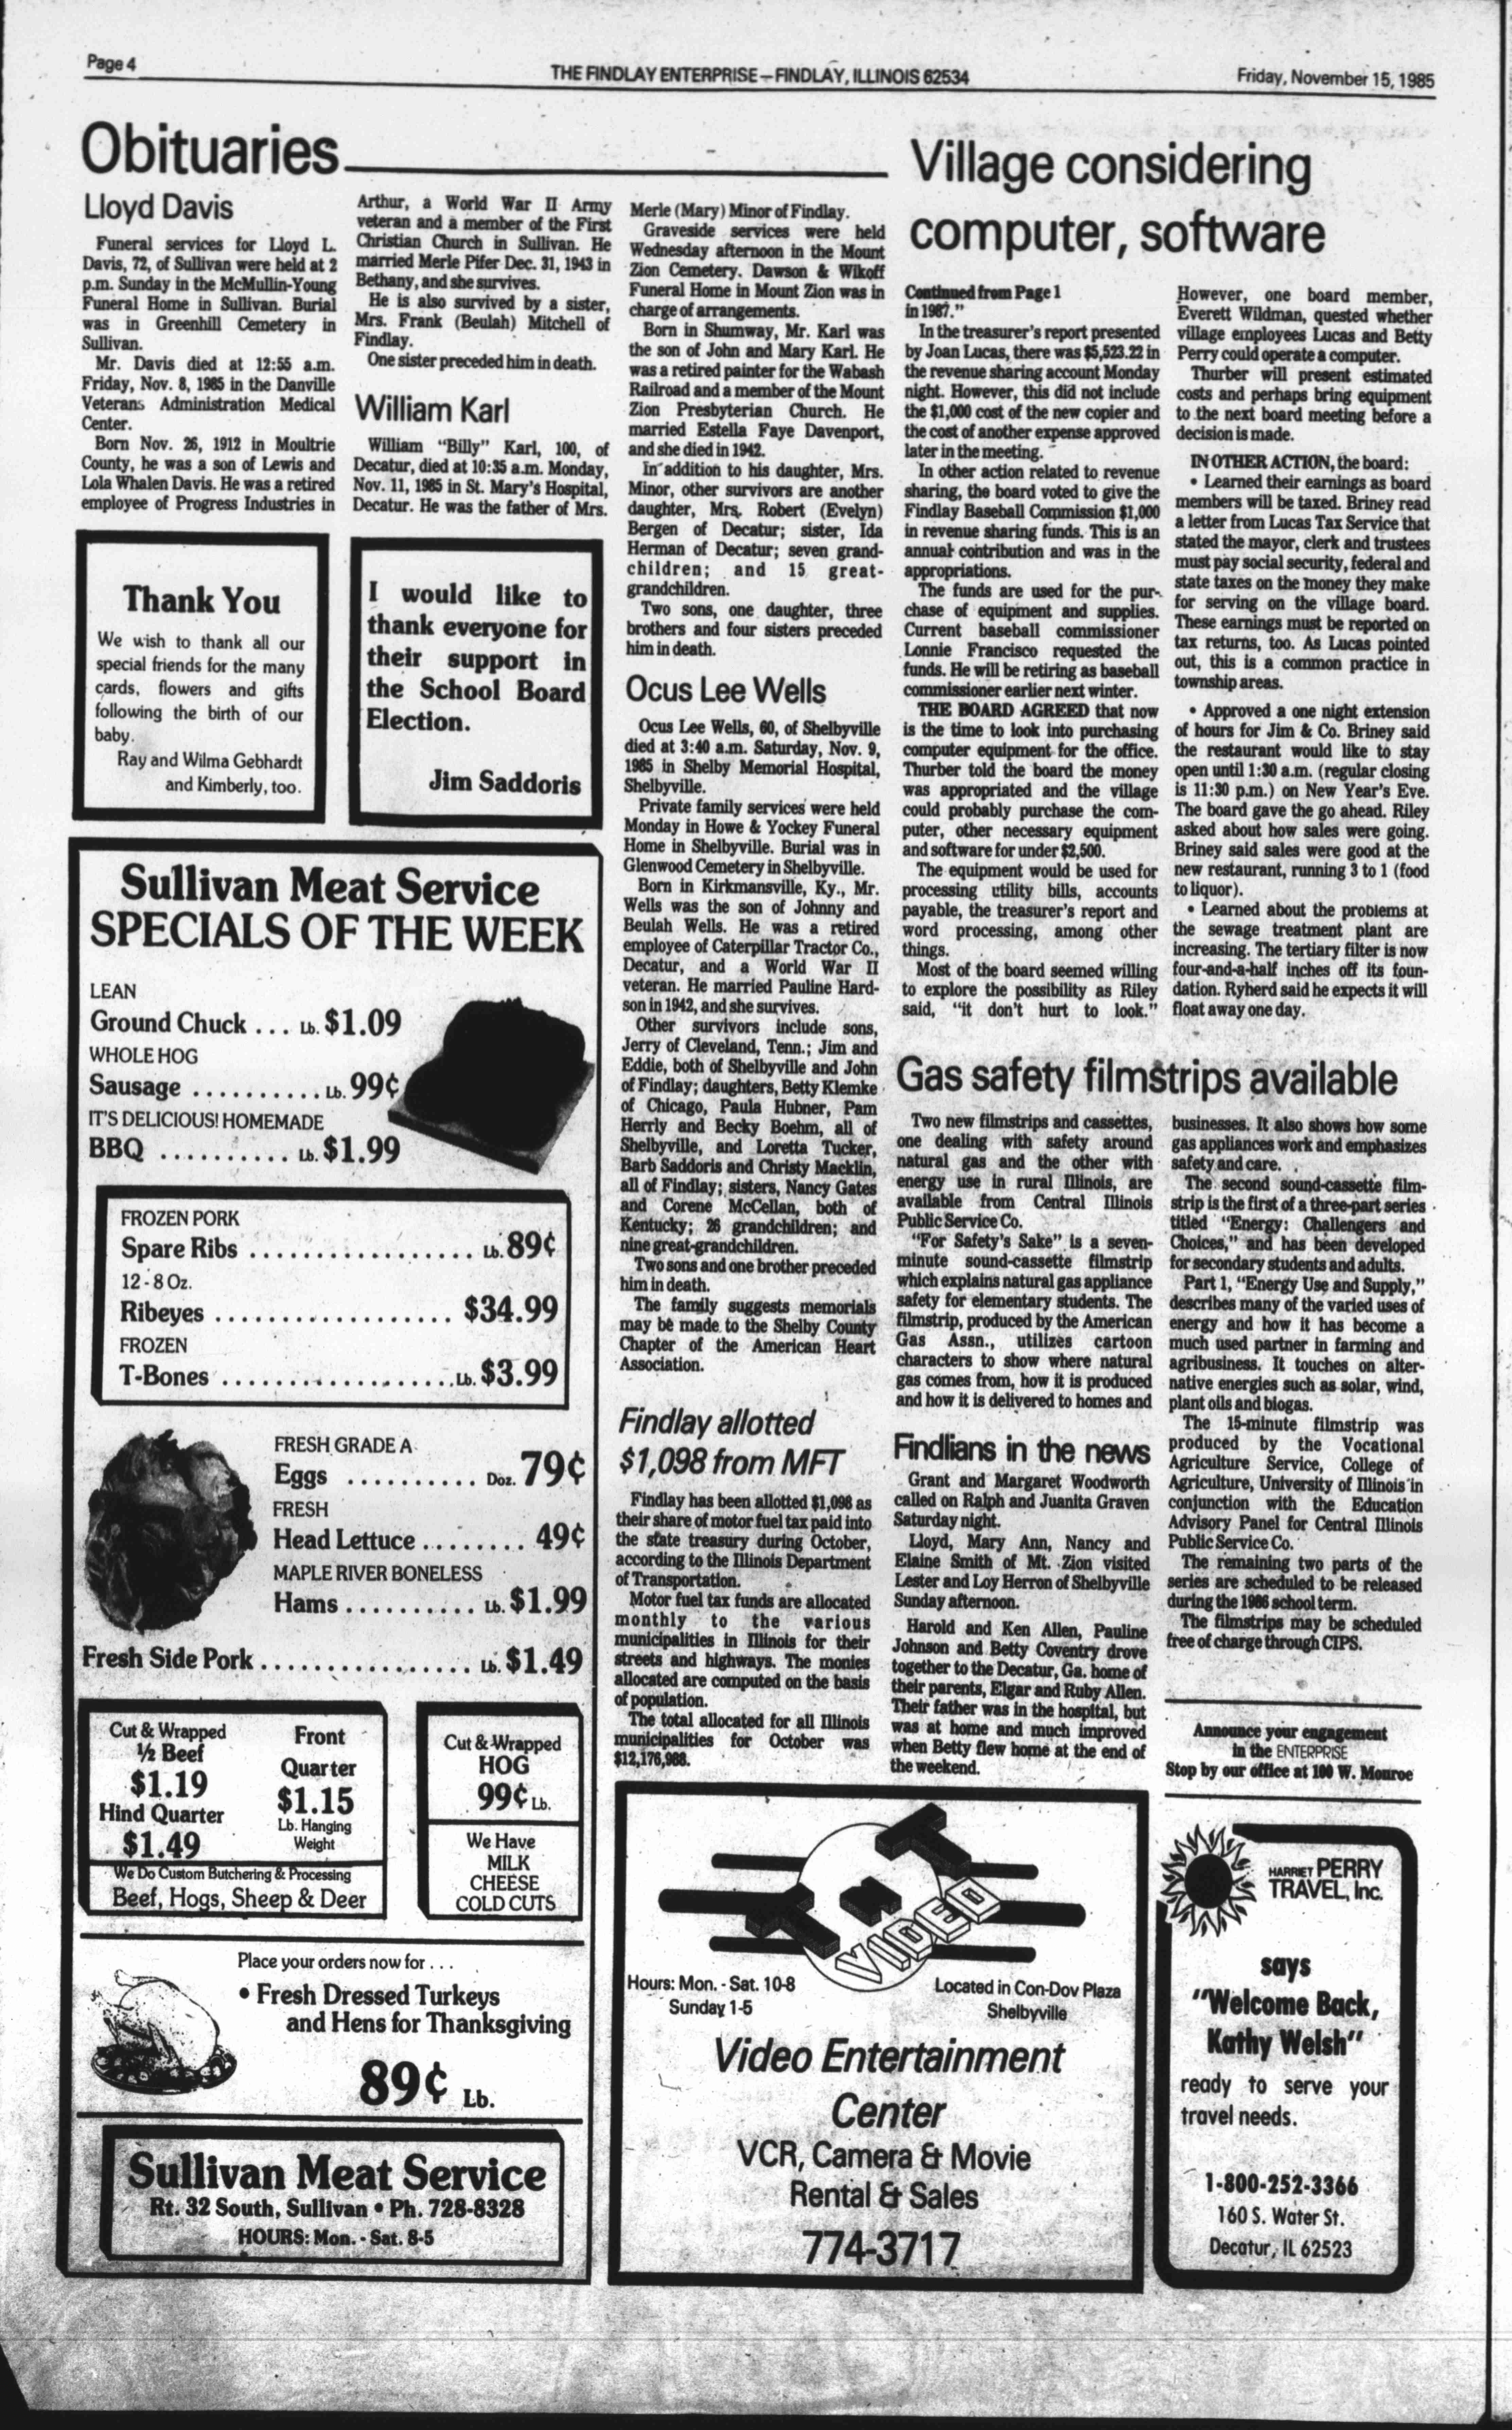 Page 4
THE FINDLAY ENTERPRISE—FINDLAY, ILLINOIS 62534
Friday, November 15, 1985
Obituaries
Lloyd Davis
Funeral services for Lloyd L.
Davis, 72, of Sullivan were held at 2
p.m. Sunday in the McMullin-Young
Funeral Home in Sullivan. Burial
was in Greenhill Cemetery in
Sullivan.
Mr. Davis died at 12:55 a.m.
Friday, Nov. 8, 1985 in the Danville
Veterans Administration Medical
Center.
Born Nov. 26, 1912 in Moultrie
County, he was a son of Lewis and
Lola Whalen Davis. He was a retired
employee of Progress Industries in
Arthur, a World War II Army
veteran and a member of the First
Christian Church in Sullivan. He
married Merle Pifer Dec. 31, 1943 in
Bethany, and she survives.
He is also survived by a sister,
Mrs. Frank (Beulah) Mitchell of
Findlay.
One sister preceded him in death.
William Karl
William "Billy" Karl, 100, of
Decatur, died at 10:35 a.m. Monday,
Nov. 11, 1985 in St. Mary's Hospital,
Decatur. He was the father of Mrs.
Merle (Mary) Minor of Findlay.
Graveside services were held
Wednesday afternoon in the Mount
Zion Cemetery. Dawson & Wikoff
Funeral Home in Mount Zion was in
charge of arrangements.
Born in Shumway, Mr. Karl was
the son of John and Mary Karl. He
was a retired painter for the Wabash
Railroad and a member of the Mount
Zion Presbyterian Church. He
married Estella Faye Davenport,
and she died in 1942.
In addition to his daughter, Mrs.
Minor, other survivors are another
daughter, Mrs. Robert (Evelyn)
Bergen of Decatur; sister, Ida
Herman of Decatur; seven grand-
children; and 15 great-
grandchildren.
Two sons, one daughter, three
brothers and four sisters preceded
him in death.
Ocus Lee Wells
Ocus Lee Wells, 60, of Shelbyville
died at 3:40 a.m. Saturday, Nov. 9,
1985 in Shelby Memorial Hospital,
Shelbyville.
Private family services were held
Monday in Howe & Yockey Funeral
Home in Shelbyville. Burial was in
Glenwood Cemetery in Shelbyville.
Born in Kirkmansville, Ky., Mr.
Wells was the son of Johnny and
Beulah Wells. He was a retired
employee of Caterpillar Tractor Co.,
Decatur, and a World War II
veteran. He married Pauline Hard-
son in 1942, and she survives.
Other survivors include sons,
Jerry of Cleveland, Tenn.; Jim and
Eddie, both of Shelbyville and John
of Findlay; daughters, Betty Klemke
of Chicago, Paula Hubner, Pam
Herrly and Becky Boehm, all of
Shelbyville, and Loretta Tucker,
Barb Saddoris and Christy Macklin,
all of Findlay; sisters, Nancy Gates
and Corene McCellan, both of
Kentucky; 26 grandchildren; and
nine great-grandchildren.
Two sons and one brother preceded
him in death.
The family suggests memorials
may be made to the Shelby County
Chapter of the American Heart
Association.
Thank You
We wish to thank all our
special friends for the many
cards, flowers and gifts
following the birth of our
baby.
Ray and Wilma Gebhardt
and Kimberly, too.
I would like to
thank everyone for
their support in
the School Board
Election.
Jim Saddoris
Sullivan Meat Service
SPECIALS OF THE WEEK
LEAN
Ground Chuck ... Lb. $1.09
WHOLE HOG
Sausage .......... Lb. 99¢
IT'S DELICIOUS! HOMEMADE
BBQ .......... Lb. $1.99
FROZEN PORK
Spare Ribs .................. Lb. 89¢
12 - 8 Oz.
Ribeyes ................... $34.99
FROZEN
T-Bones ................... Lb. $3.99
FRESH GRADE A
Eggs .......... Doz. 79¢
FRESH
Head Lettuce ........ 49¢
MAPLE RIVER BONELESS
Hams .......... Lb. $1.99
Fresh Side Pork ................ Lb. $1.49
Cut & Wrapped
½ Beef
$1.19
Hind Quarter
$1.49
Front
Quarter
$1.15
Lb. Hanging
Weight
We Do Custom Butchering & Processing
Beef, Hogs, Sheep & Deer
Cut & Wrapped
HOG
99¢ Lb.
We Have
MILK
CHEESE
COLD CUTS
Place your orders now for . . .
• Fresh Dressed Turkeys
and Hens for Thanksgiving
89¢ Lb.
Sullivan Meat Service
Rt. 32 South, Sullivan • Ph. 728-8328
HOURS: Mon. - Sat. 8-5
Findlay allotted
$1,098 from MFT
Findlay has been allotted $1,098 as
their share of motor fuel tax paid into
the state treasury during October,
according to the Illinois Department
of Transportation.
Motor fuel tax funds are allocated
monthly to the various
municipalities in Illinois for their
streets and highways. The monies
allocated are computed on the basis
of population.
The total allocated for all Illinois
municipalities for October was
$12,176,988.
Village considering
computer, software
Continued from Page 1
in 1987."
In the treasurer's report presented
by Joan Lucas, there was $5,523.22 in
the revenue sharing account Monday
night. However, this did not include
the $1,000 cost of the new copier and
the cost of another expense approved
later in the meeting.
In other action related to revenue
sharing, the board voted to give the
Findlay Baseball Commission $1,000
in revenue sharing funds. This is an
annual contribution and was in the
appropriations.
The funds are used for the pur-
chase of equipment and supplies.
Current baseball commissioner
Lonnie Francisco requested the
funds. He will be retiring as baseball
commissioner earlier next winter.
THE BOARD AGREED that now
is the time to look into purchasing
computer equipment for the office.
Thurber told the board the money
was appropriated and the village
could probably purchase the com-
puter, other necessary equipment
and software for under $2,500.
The equipment would be used for
processing utility bills, accounts
payable, the treasurer's report and
word processing, among other
things.
Most of the board seemed willing
to explore the possibility as Riley
said, "it don't hurt to look."
However, one board member,
Everett Wildman, quested whether
village employees Lucas and Betty
Perry could operate a computer.
Thurber will present estimated
costs and perhaps bring equipment
to the next board meeting before a
decision is made.
IN OTHER ACTION, the board:
• Learned their earnings as board
members will be taxed. Briney read
a letter from Lucas Tax Service that
stated the mayor, clerk and trustees
must pay social security, federal and
state taxes on the money they make
for serving on the village board.
These earnings must be reported on
tax returns, too. As Lucas pointed
out, this is a common practice in
township areas.
• Approved a one night extension
of hours for Jim & Co. Briney said
the restaurant would like to stay
open until 1:30 a.m. (regular closing
is 11:30 p.m.) on New Year's Eve.
The board gave the go ahead. Riley
asked about how sales were going.
Briney said sales were good at the
new restaurant, running 3 to 1 (food
to liquor).
• Learned about the problems at
the sewage treatment plant are
increasing. The tertiary filter is now
four-and-a-half inches off its foun-
dation. Ryherd said he expects it will
float away one day.
Gas safety filmstrips available
Two new filmstrips and cassettes,
one dealing with safety around
natural gas and the other with
energy use in rural Illinois, are
available from Central Illinois
Public Service Co.
"For Safety's Sake" is a seven-
minute sound-cassette filmstrip
which explains natural gas appliance
safety for elementary students. The
filmstrip, produced by the American
Gas Assn., utilizes cartoon
characters to show where natural
gas comes from, how it is produced
and how it is delivered to homes and
businesses. It also shows how some
gas appliances work and emphasizes
safety and care.
The second sound-cassette film-
strip is the first of a three-part series
titled "Energy: Challengers and
Choices," and has been developed
for secondary students and adults.
Part 1, "Energy Use and Supply,"
describes many of the varied uses of
energy and how it has become a
much used partner in farming and
agribusiness. It touches on alter-
native energies such as solar, wind,
plant oils and biogas.
The 15-minute filmstrip was
produced by the Vocational
Agriculture Service, College of
Agriculture, University of Illinois in
conjunction with the Education
Advisory Panel for Central Illinois
Public Service Co.
The remaining two parts of the
series are scheduled to be released
during the 1986 school term.
The filmstrips may be scheduled
free of charge through CIPS.
Findlians in the news
Grant and Margaret Woodworth
called on Ralph and Juanita Graven
Saturday night.
Lloyd, Mary Ann, Nancy and
Elaine Smith of Mt. Zion visited
Lester and Loy Herron of Shelbyville
Sunday afternoon.
Harold and Ken Allen, Pauline
Johnson and Betty Coventry drove
together to the Decatur, Ga. home of
their parents, Elgar and Ruby Allen.
Their father was in the hospital, but
was at home and much improved
when Betty flew home at the end of
the weekend.
Announce your engagement
in the ENTERPRISE
Stop by our office at 100 W. Monroe
T n T
VIDEO
Hours: Mon. - Sat. 10-8
Sunday 1-5
Located in Con-Dov Plaza
Shelbyville
Video Entertainment
Center
VCR, Camera & Movie
Rental & Sales
774-3717
HARRIET PERRY
TRAVEL, Inc.
says
"Welcome Back,
Kathy Welsh"
ready to serve your
travel needs.
1-800-252-3366
160 S. Water St.
Decatur, IL 62523